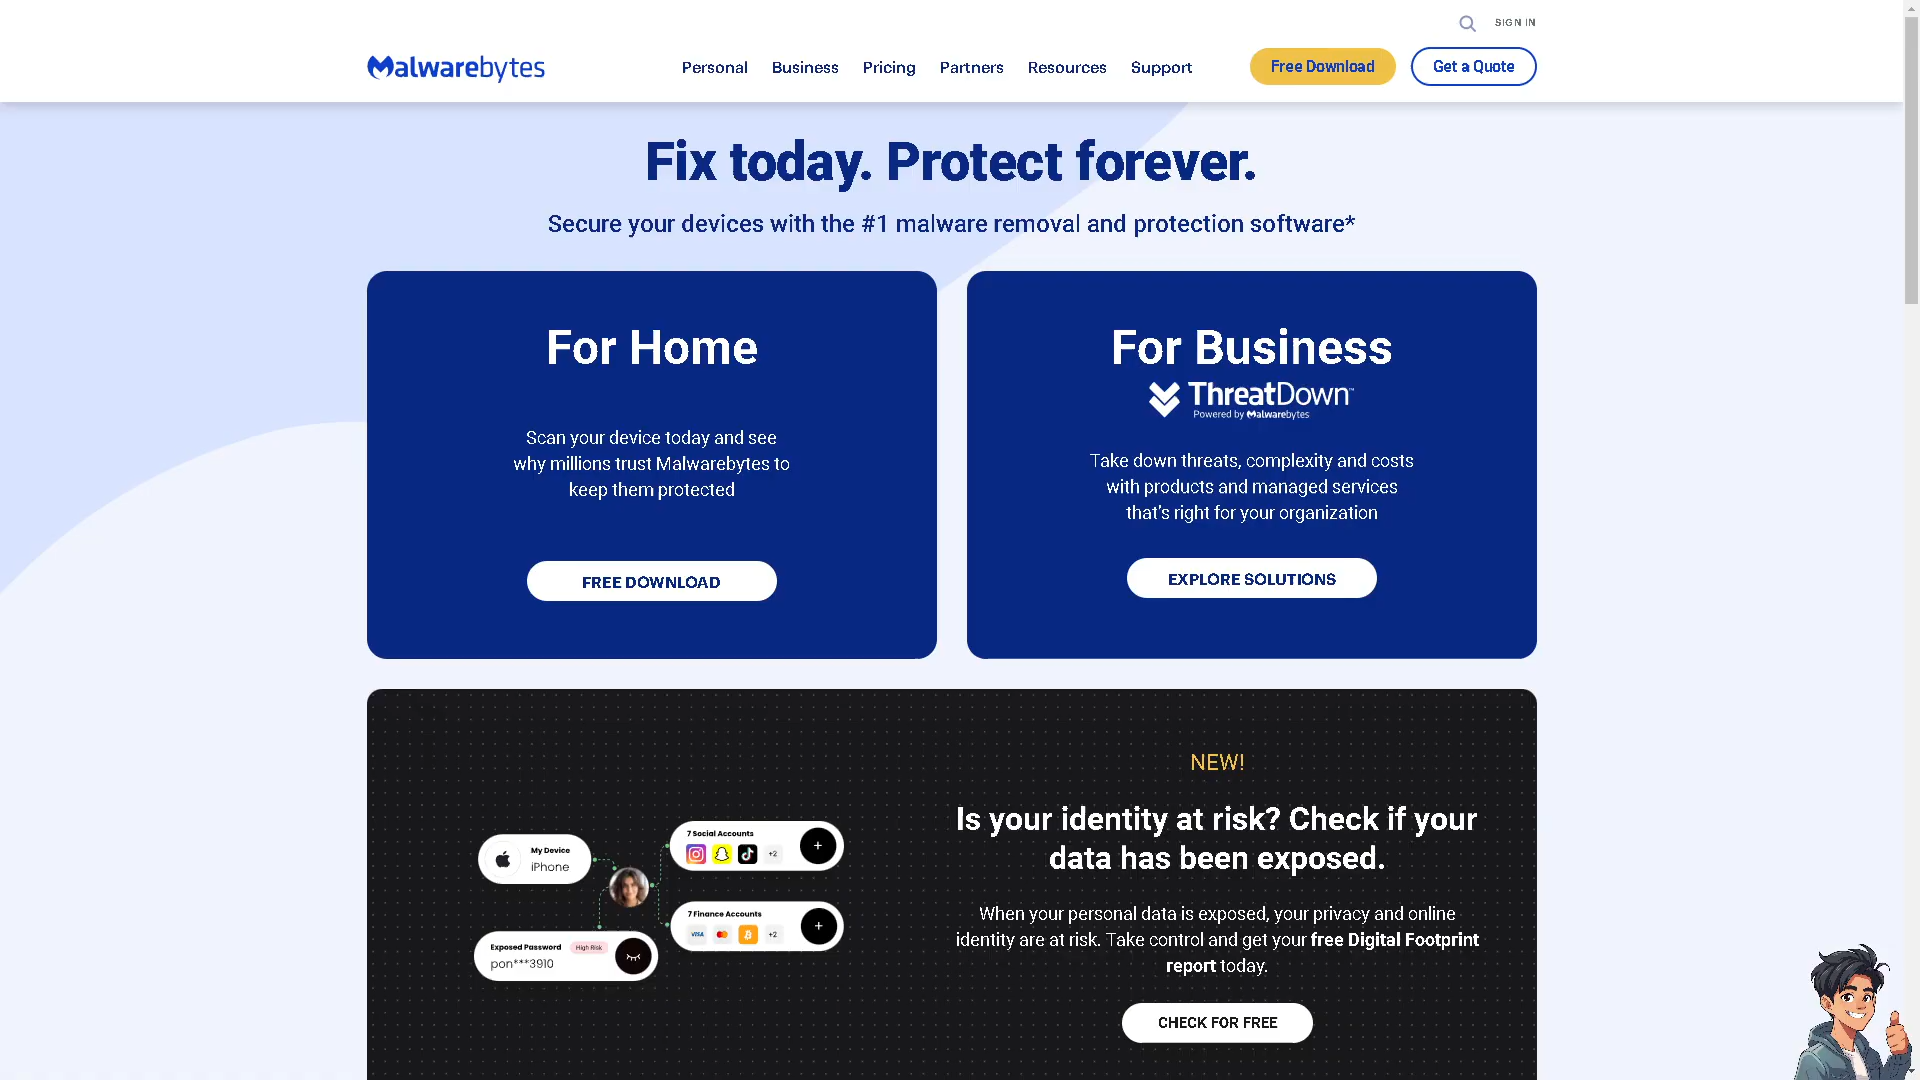 SIGN IN
Malwarebytes
Personal Business Pricing Partners Resources Support
Free Download
Get a Quote
Fix today. Protect forever.
Secure your devices with the #1 malware removal and protection software*
For Home
Scan your device today and see
why millions trust Malwarebytes to
keep them protected
FREE DOWNLOAD
For Business
ThreatDown™
Powered by Malwarebytes
Take down threats, complexity and costs
with products and managed services
that's right for your organization
EXPLORE SOLUTIONS
My Device
iPhone
7 Social Accounts
+2
+
7 Finance Accounts
VISA
+2
+
Exposed Password
High Risk
pon***3910
NEW!
Is your identity at risk? Check if your
data has been exposed.
When your personal data is exposed, your privacy and online
identity are at risk. Take control and get your free Digital Footprint
report today.
CHECK FOR FREE